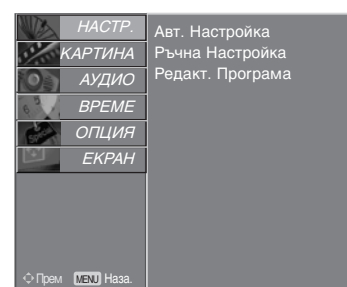 НАСТР.
КАРТИНА
АУДИО
ВРЕМЕ
ОПЦИЯ
ЕКРАН
Авт. Настройка
Ръчна Настройка
Редакт. Програма
Прем MENU Наза.